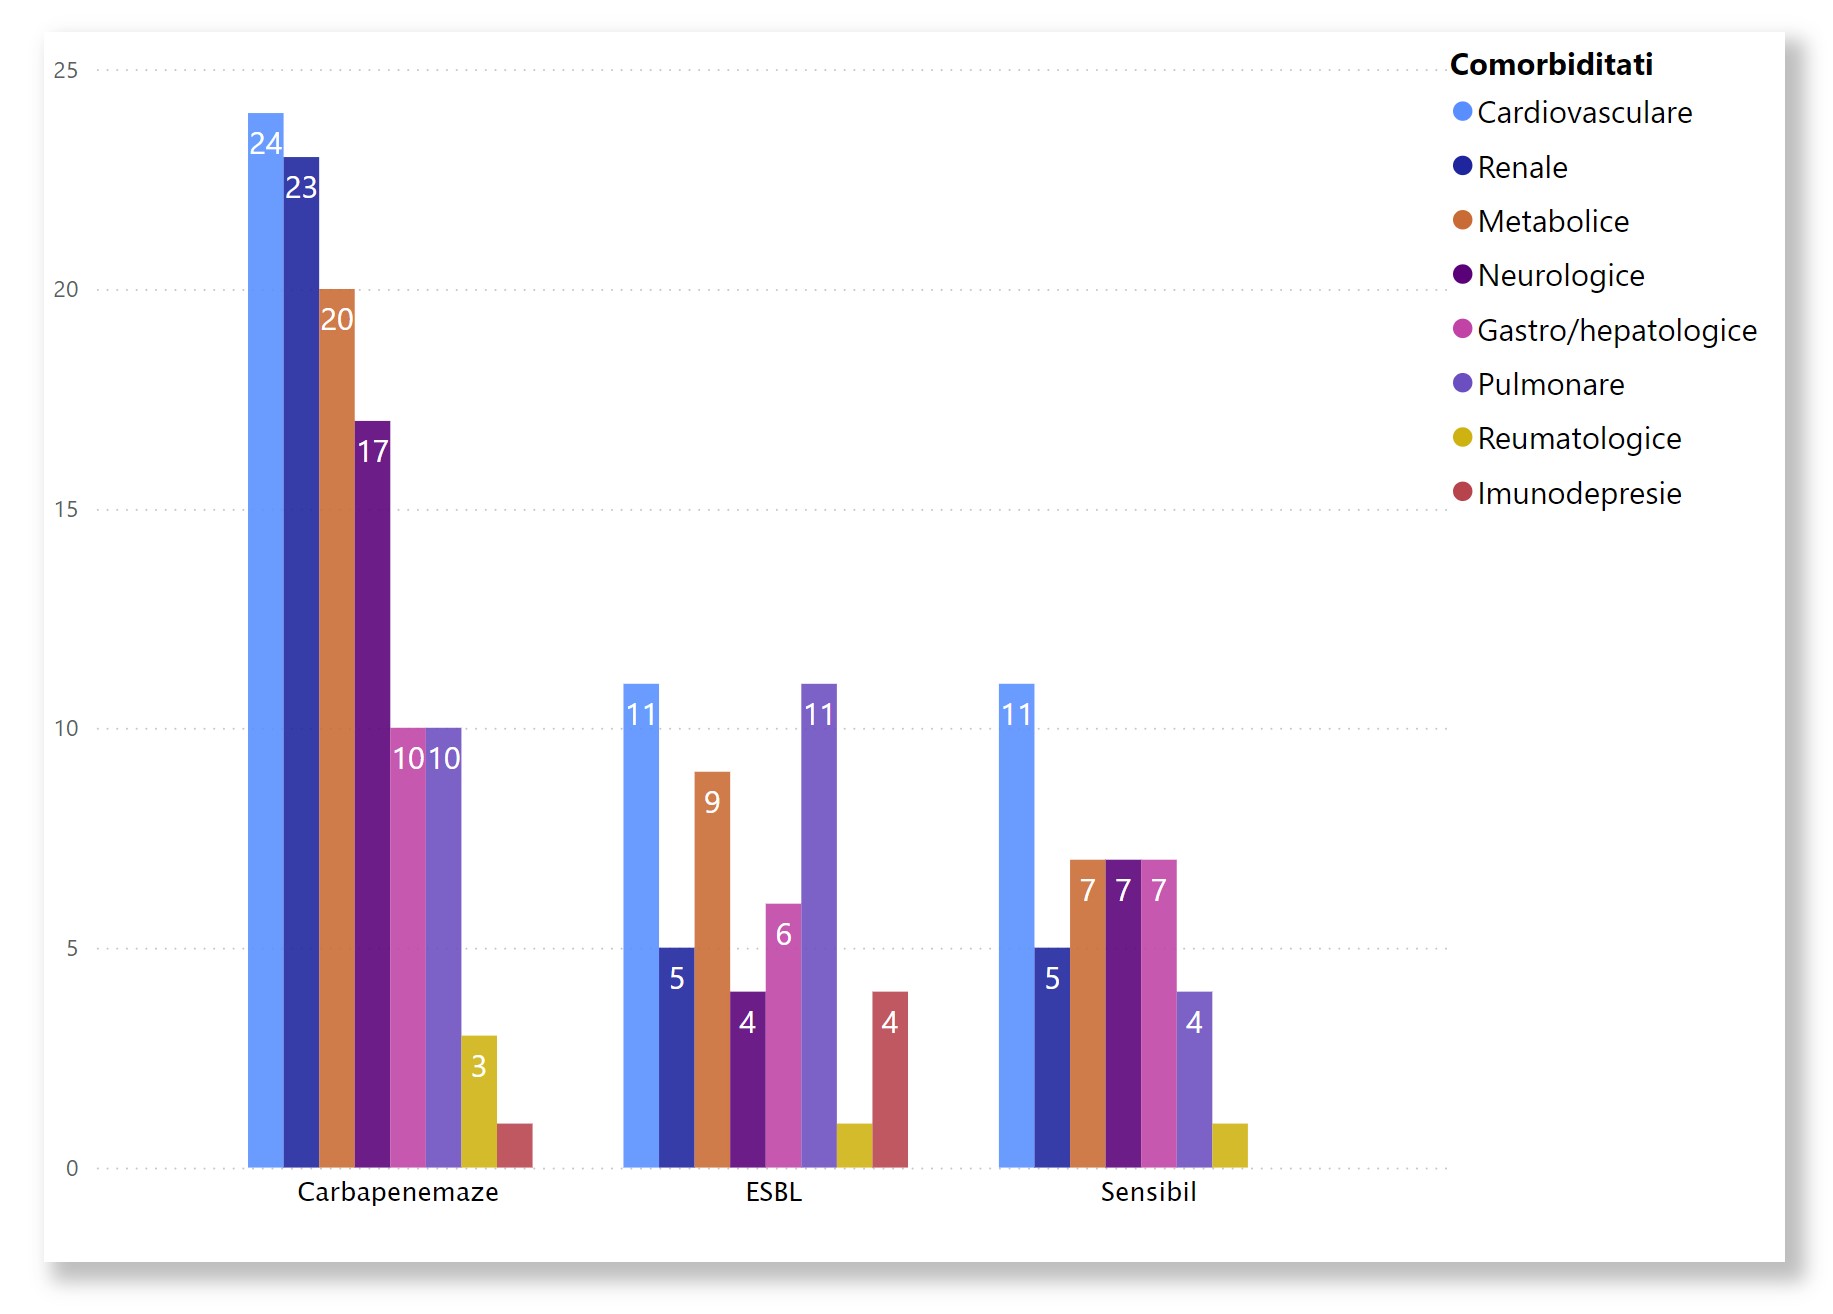 Comorbiditati
Cardiovasculare
Renale
Metabolice
Neurologice
Gastro/hepatologice
Pulmonare
Reumatologice
Imunodepresie
25
20
15
10
5
0
24
23
20
17
10 10
3
11
5
9
4
6
11
4
11
5
7 7 7
4
Carbapenemaze ESBL Sensibil